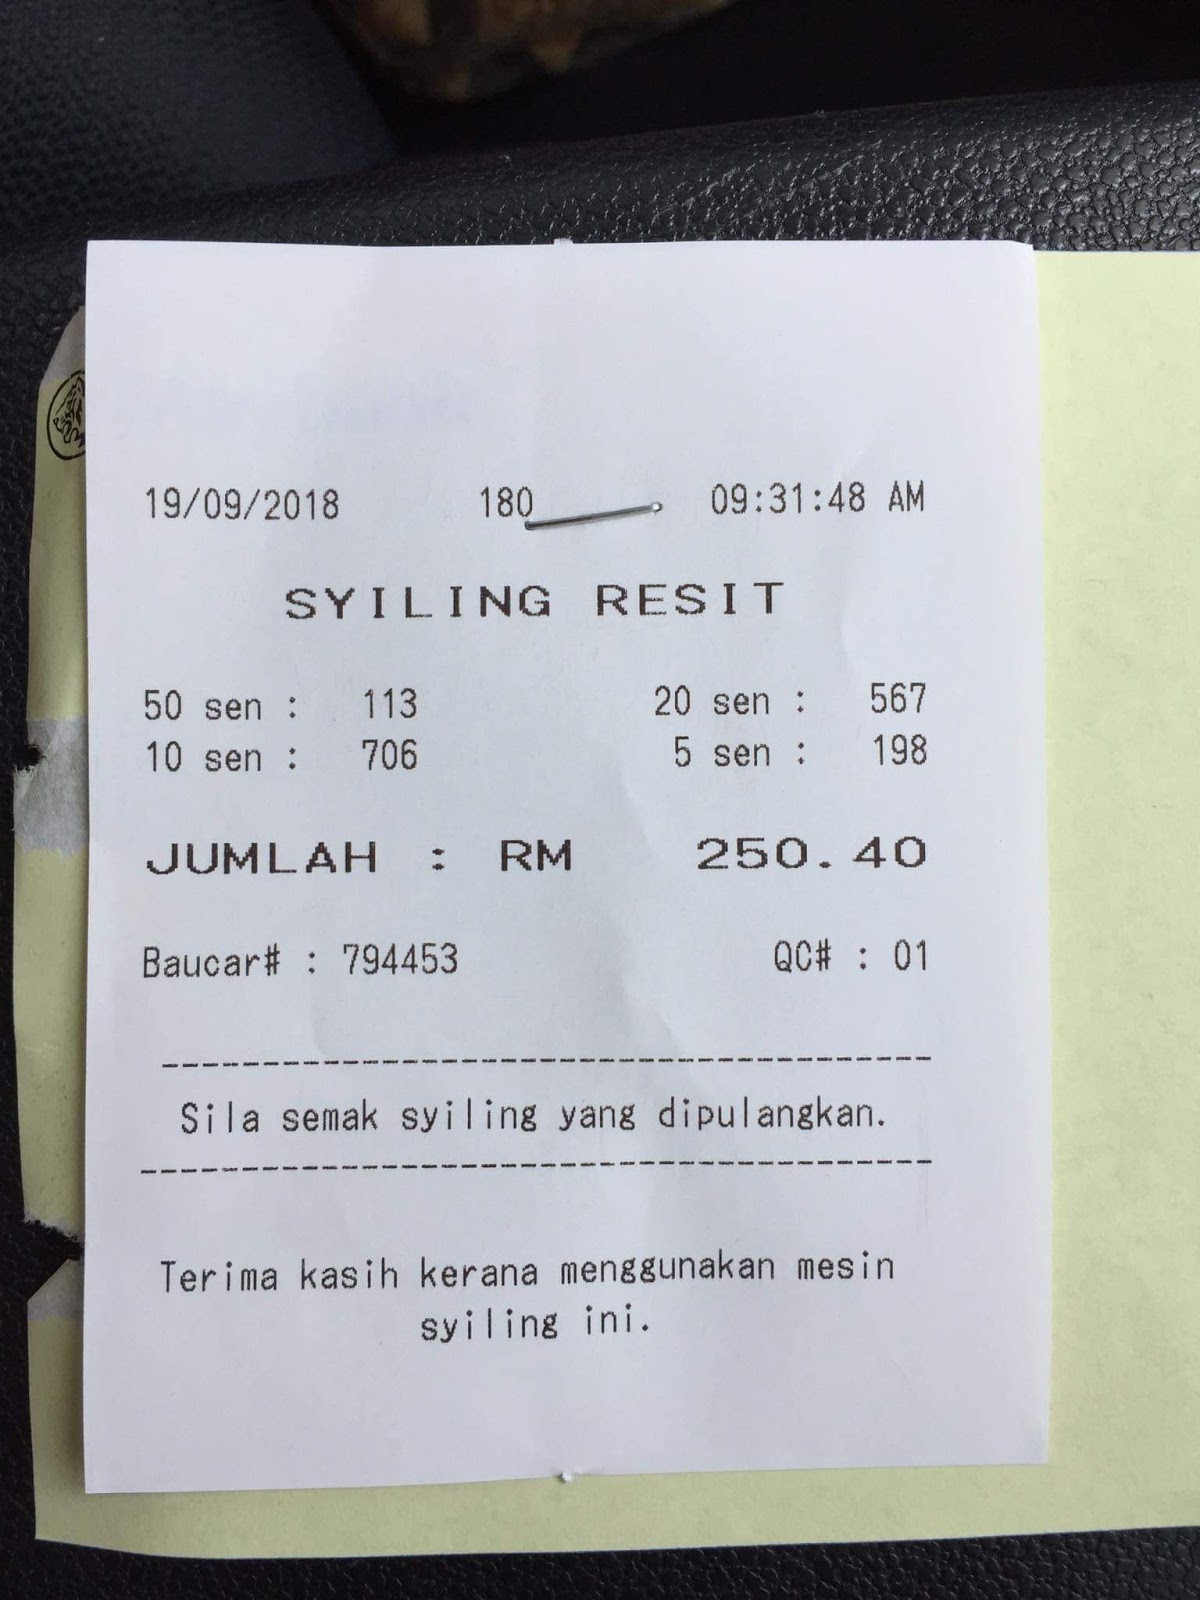 19/09/2018 180 09:31:48 AM
SYILING RESIT
50 sen : 113 20 sen : 567
10 sen : 706 5 sen : 198
JUMLAH : RM 250.40
Baucar# : 794453 QC# : 01
Sila semak syiling yang dipulangkan.
Terima kasih kerana menggunakan mesin
syiling ini.